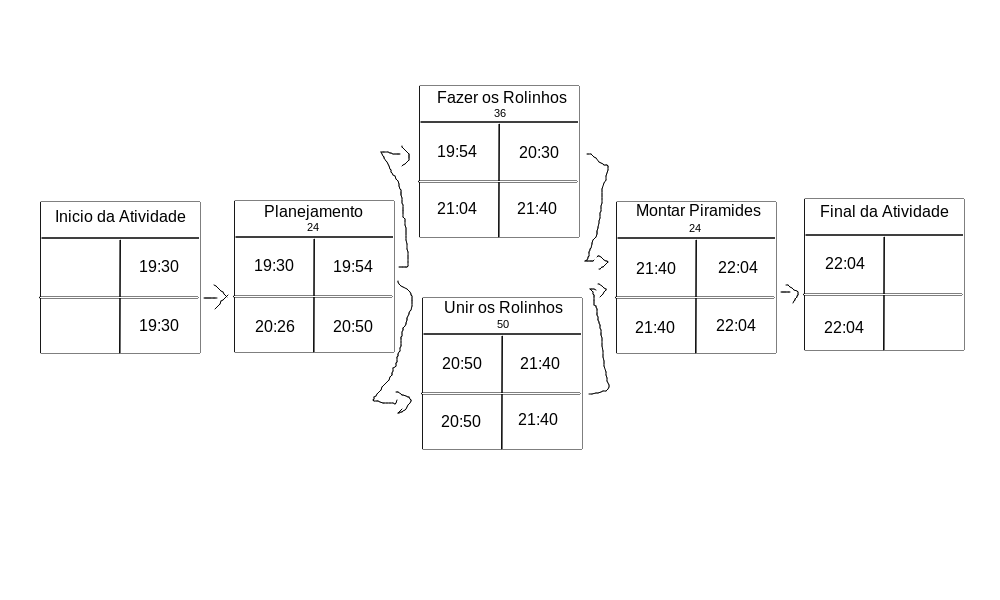 Inicio da Atividade
19:30
19:30
Planejamento
24
19:30 19:54
20:26 20:50
Fazer os Rolinhos
36
19:54 20:30
21:04 21:40
Unir os Rolinhos
50
20:50 21:40
20:50 21:40
Montar Piramides
24
21:40 22:04
21:40 22:04
Final da Atividade
22:04
22:04